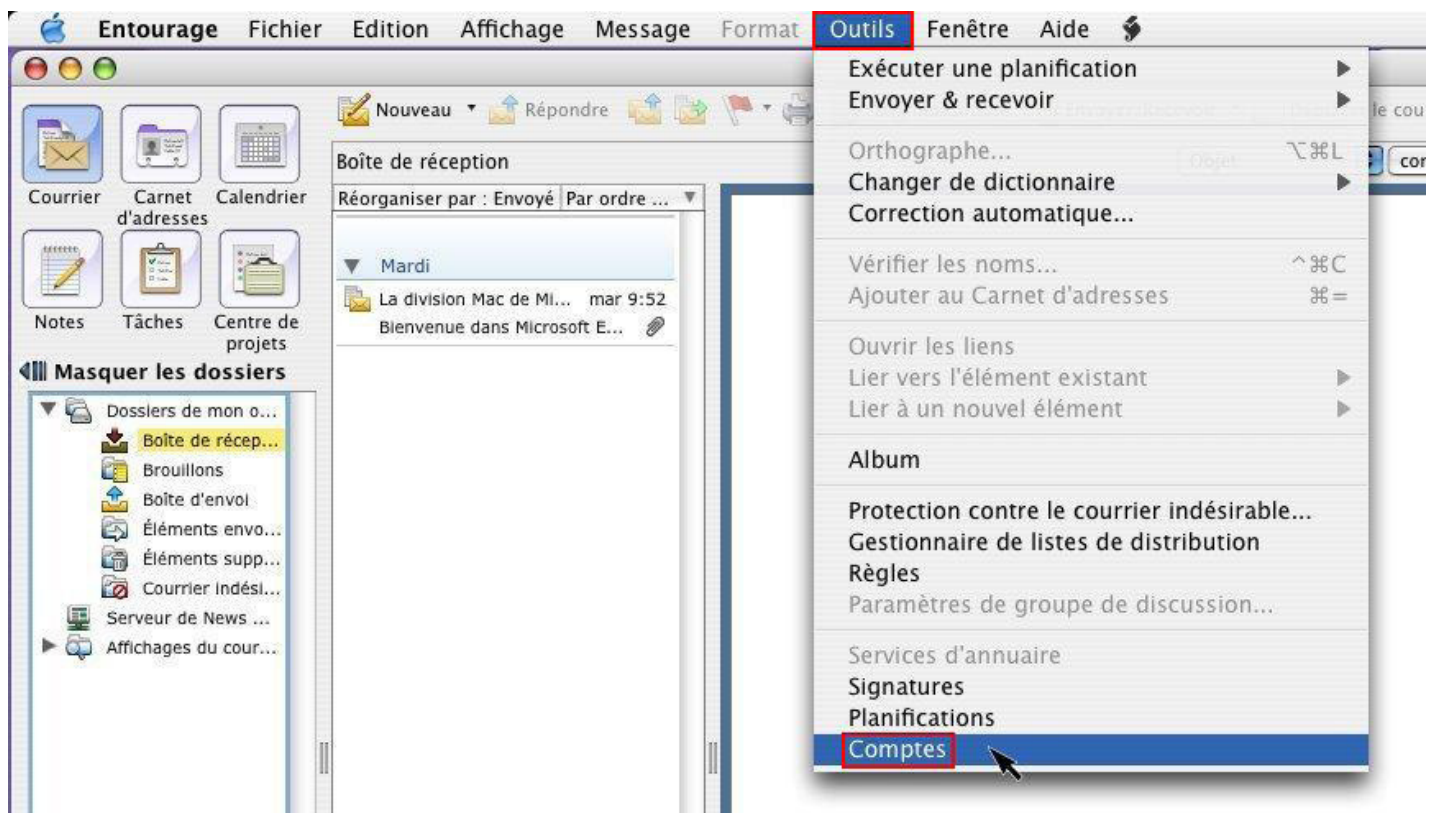 Entourage Fichier Edition Affichage Message Format Outils Fenêtre Aide
Nouveau Répondre
le cou
Boîte de réception
Objet
cor
Réorganiser par : Envoyé Par ordre ...
Courrier
Carnet d'adresses
Calendrier
Notes
Tâches
Centre de projets
Masquer les dossiers
Dossiers de mon o...
Boîte de récep...
Brouillons
Boîte d'envoi
Éléments envo...
Éléments supp...
Courrier indési...
Serveur de News ...
Affichages du cour...
Mardi
La division Mac de Mi... mar 9:52
Bienvenue dans Microsoft E...
Exécuter une planification
Envoyer & recevoir
Orthographe... ⌥⌘L
Changer de dictionnaire
Correction automatique...
Vérifier les noms... ^⌘C
Ajouter au Carnet d'adresses ⌘=
Ouvrir les liens
Lier vers l'élément existant
Lier à un nouvel élément
Album
Protection contre le courrier indésirable...
Gestionnaire de listes de distribution
Règles
Paramètres de groupe de discussion...
Services d'annuaire
Signatures
Planifications
Comptes